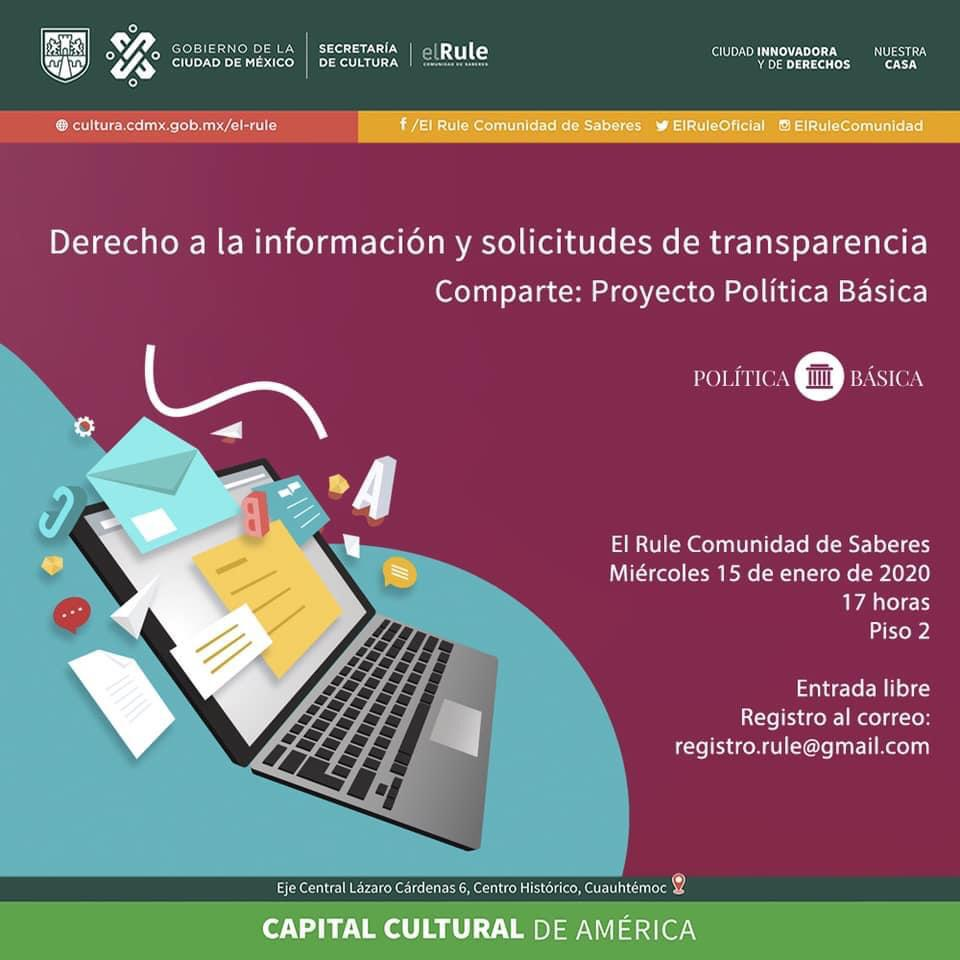 GOBIERNO DE LA
CIUDAD DE MÉXICO
SECRETARÍA
DE CULTURA
elRule
COMUNIDAD DE SABERES
CIUDAD INNOVADORA
Y DE DERECHOS
NUESTRA
CASA
cultura.cdmx.gob.mx/el-rule
/El Rule Comunidad de Saberes
ElRuleOficial
ElRuleComunidad
Derecho a la información y solicitudes de transparencia
Comparte: Proyecto Política Básica
POLÍTICA BÁSICA
A
B
C
El Rule Comunidad de Saberes
Miércoles 15 de enero de 2020
17 horas
Piso 2
Entrada libre
Registro al correo:
registro.rule@gmail.com
Eje Central Lázaro Cárdenas 6, Centro Histórico, Cuauhtémoc
CAPITAL CULTURAL DE AMÉRICA